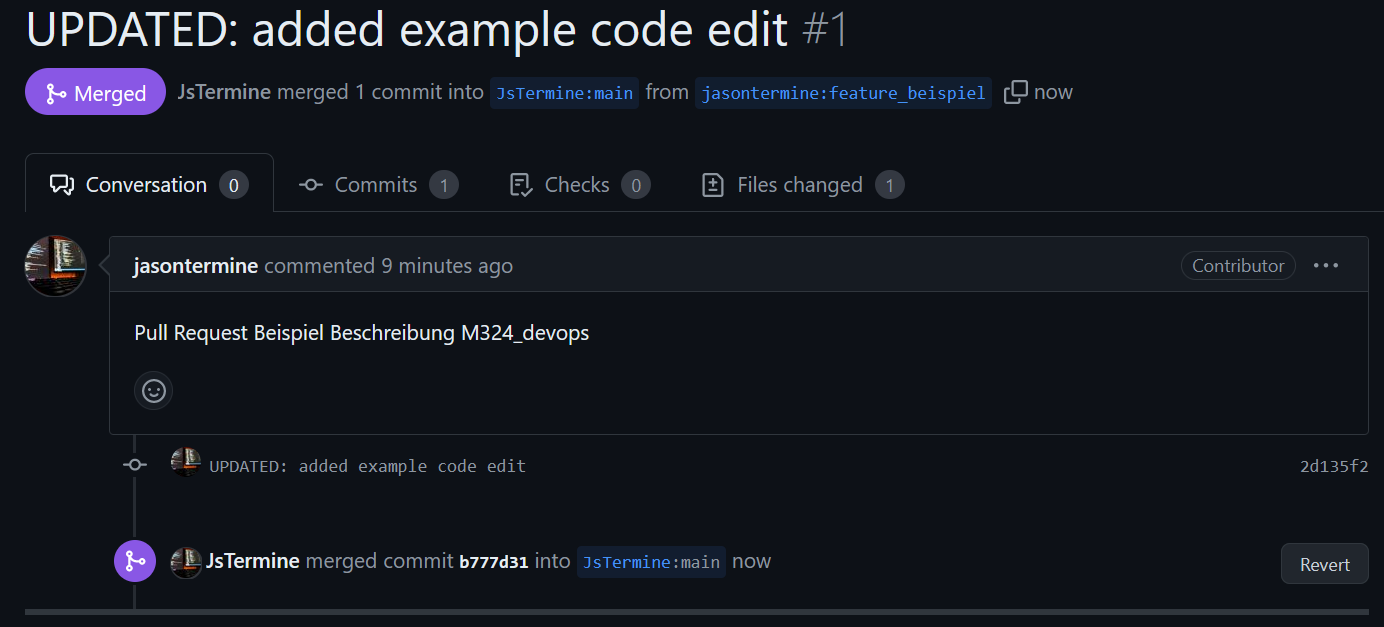 UPDATED: added example code edit #1
Merged JsTermine merged 1 commit into JsTermine:main from jasontermine:feature_beispiel now
Conversation 0 Commits 1 Checks 0 Files changed 1
jasontermine commented 9 minutes ago Contributor
Pull Request Beispiel Beschreibung M324_devops
UPDATED: added example code edit 2d135f2
JsTermine merged commit b777d31 into JsTermine:main now Revert